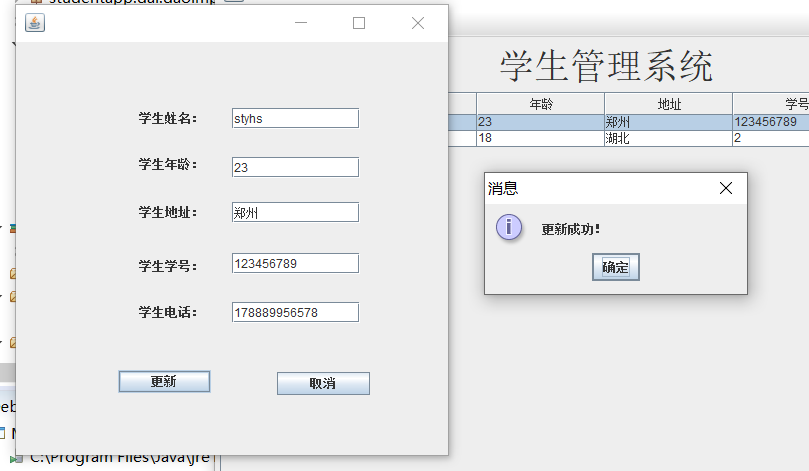 studentapp.dal.daoimp
学生管理系统
年龄
地址
学号
23
郑州
123456789
18
湖北
2
学生姓名：
styhs
学生年龄：
23
学生地址：
郑州
学生学号：
123456789
学生电话：
178889956578
更新
取消
消息
更新成功！
确定
C:\Program Files\Java\jre